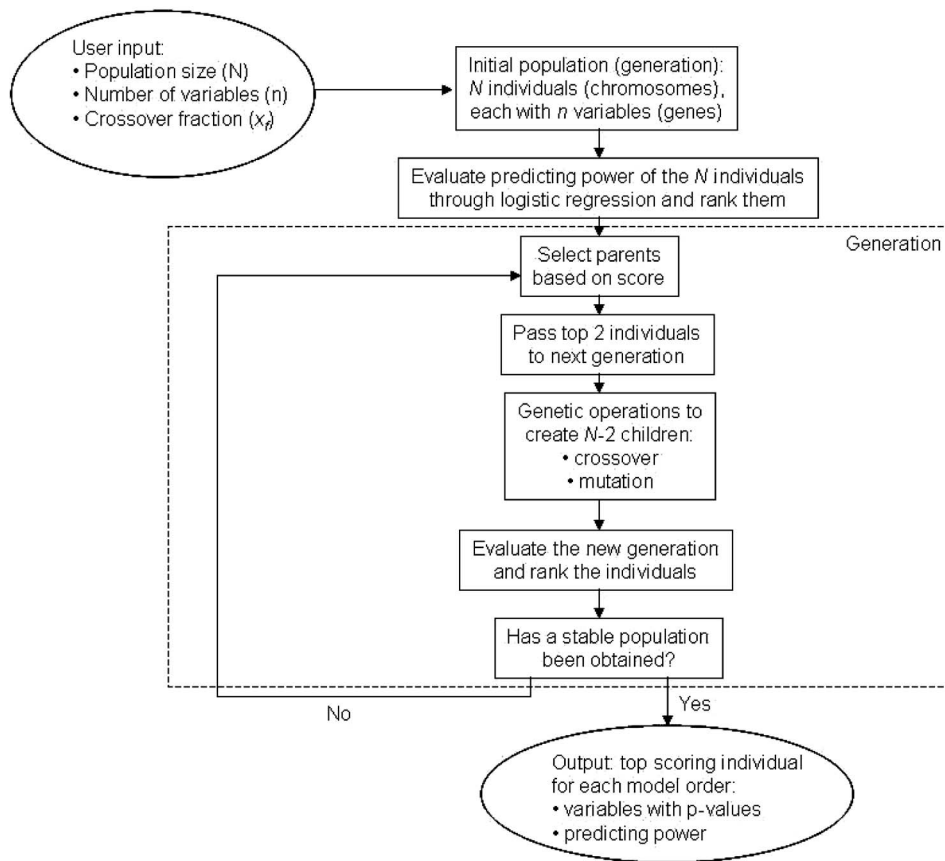 User input:
• Population size (N)
• Number of variables (n)
• Crossover fraction (xf)
Initial population (generation):
N individuals (chromosomes),
each with n variables (genes)
Evaluate predicting power of the N individuals
through logistic regression and rank them
Generation
Select parents
based on score
Pass top 2 individuals
to next generation
Genetic operations to
create N-2 children:
• crossover
• mutation
Evaluate the new generation
and rank the individuals
Has a stable population
been obtained?
No
Yes
Output: top scoring individual
for each model order:
• variables with p-values
• predicting power